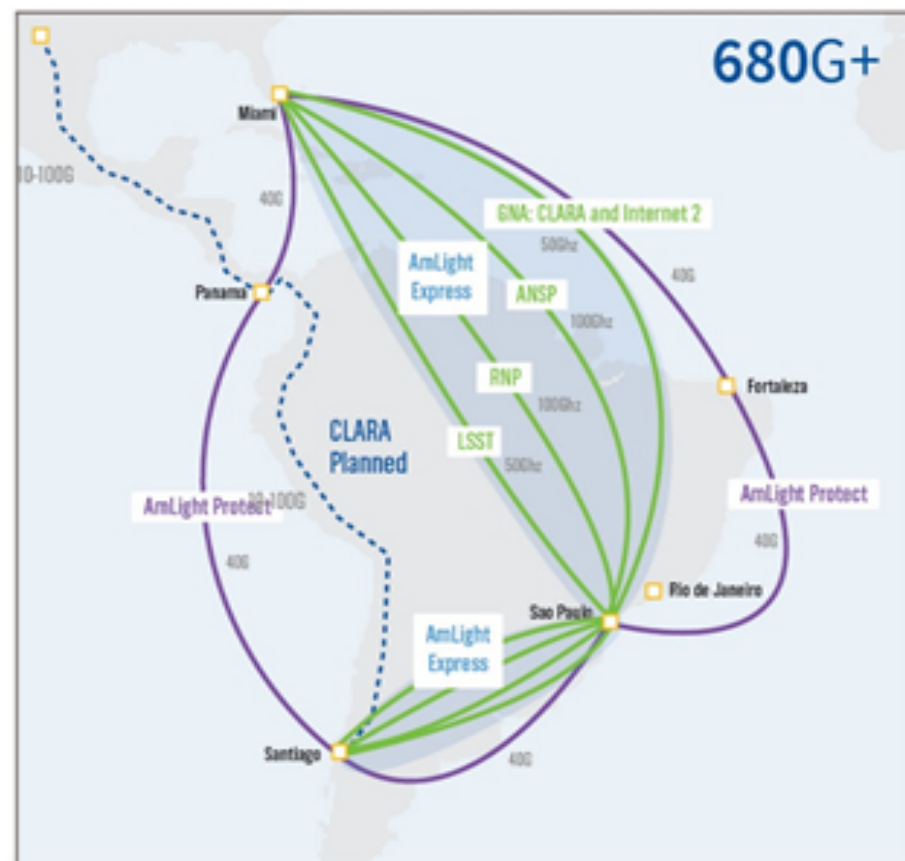 680G+
Miami
10-100G
40G
GNA: CLARA and Internet 2
50Ghz
40G
AmLight
Express
ANSP
Panama
100Ghz
RNP
Fortaleza
100Ghz
CLARA
Planned
LSST
50Ghz
AmLight Protect
10-100G
AmLight Protect
40G
40G
Rio de Janeiro
Sao Paulo
AmLight
Express
Santiago
40G